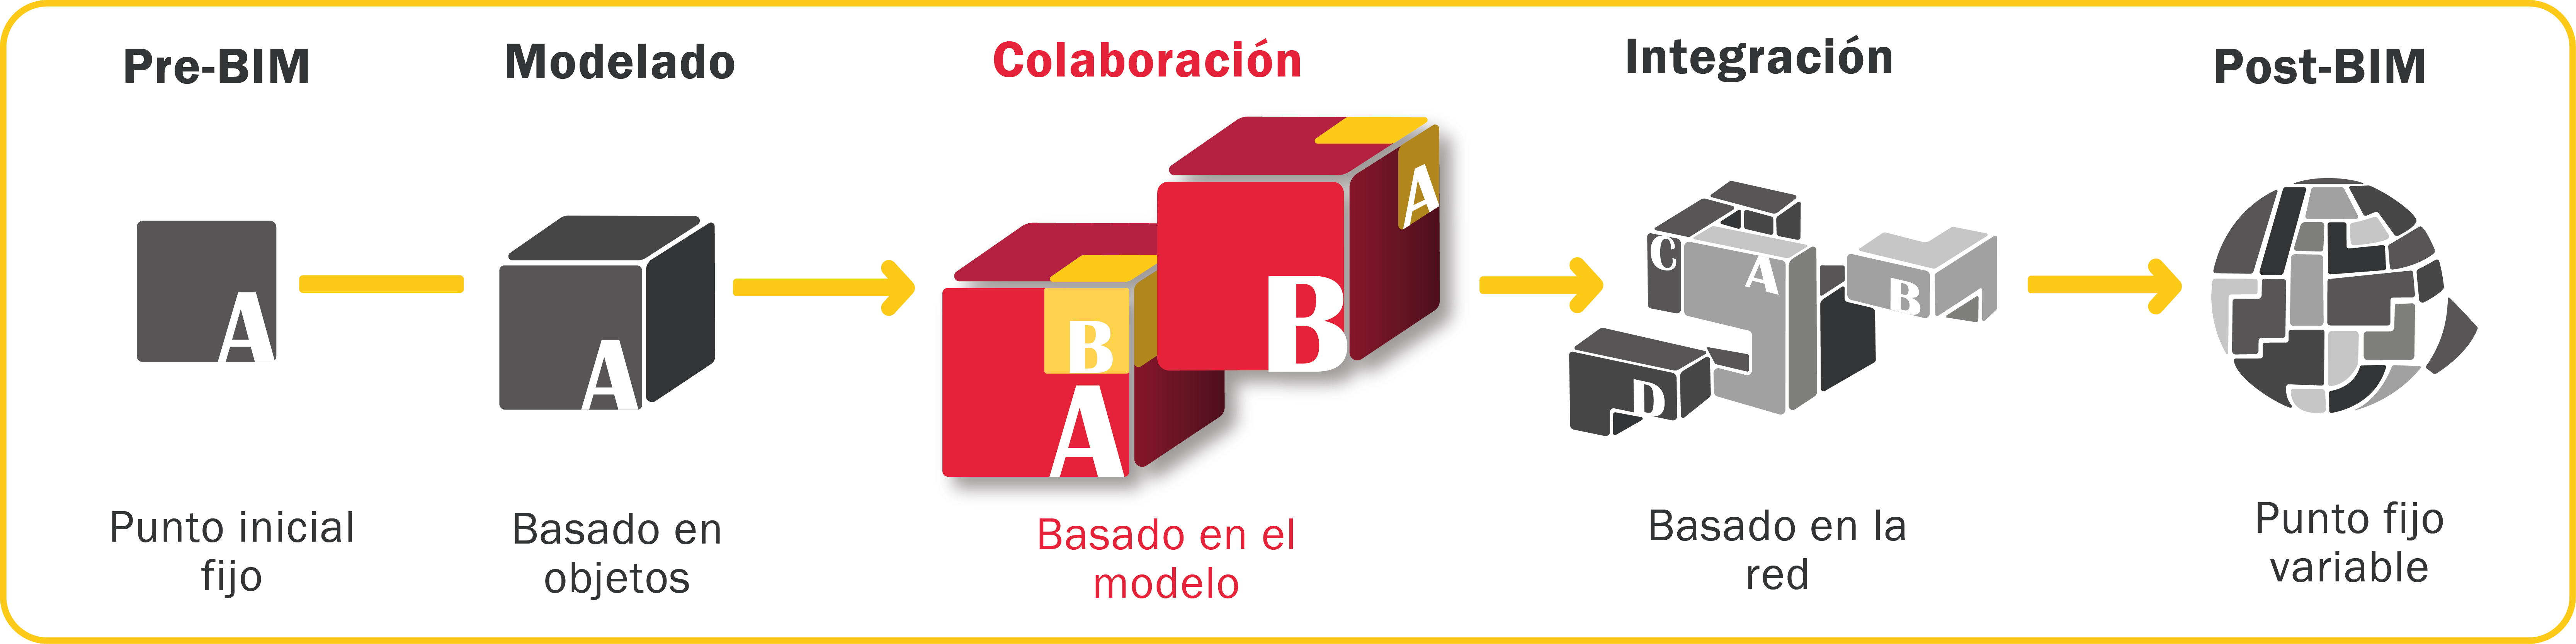 Pre-BIM
Modelado
Colaboración
Integración
Post-BIM
A
A
B
A
B
A
C
A
B
D
Punto inicial
fijo
Basado en
objetos
Basado en el
modelo
Basado en la
red
Punto fijo
variable